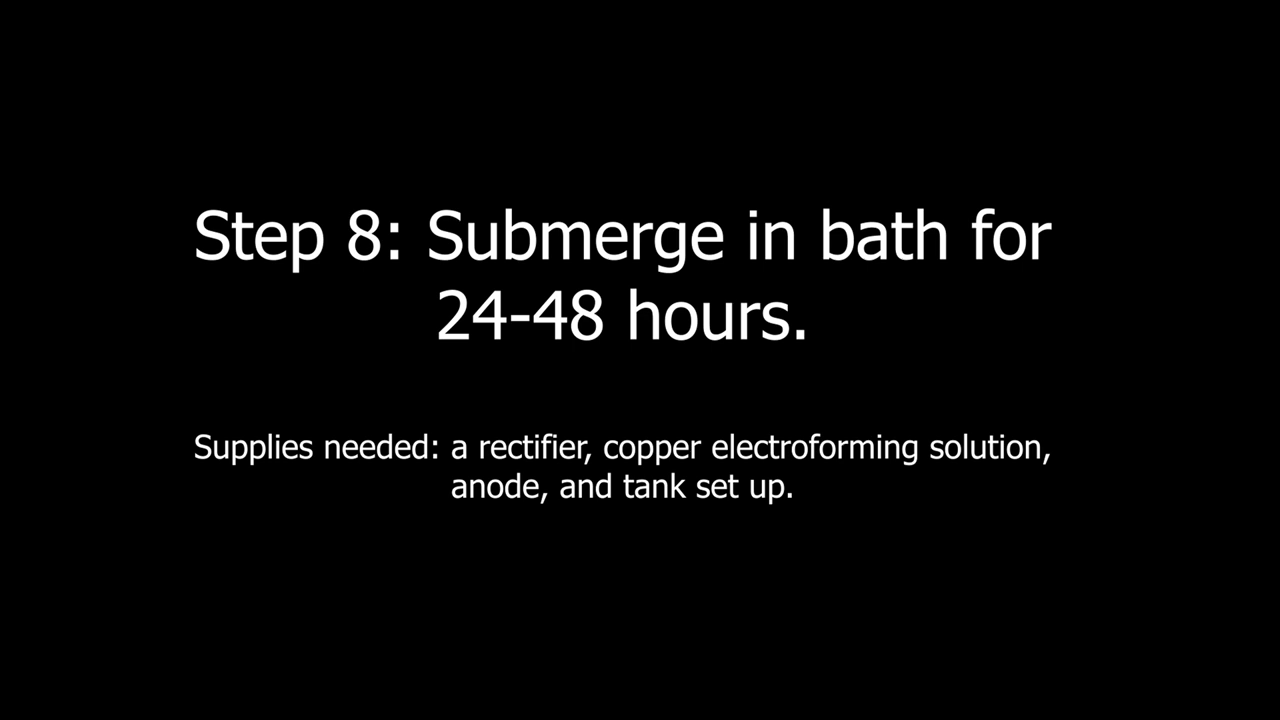 Step 8: Submerge in bath for
24-48 hours.
Supplies needed: a rectifier, copper electroforming solution,
anode, and tank set up.